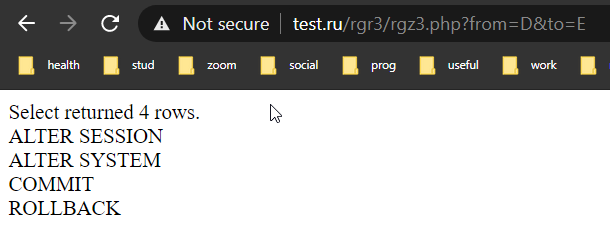 Not secure test.ru/rgr3/rgz3.php?from=D&to=E
health stud zoom social prog useful work
Select returned 4 rows.
ALTER SESSION
ALTER SYSTEM
COMMIT
ROLLBACK